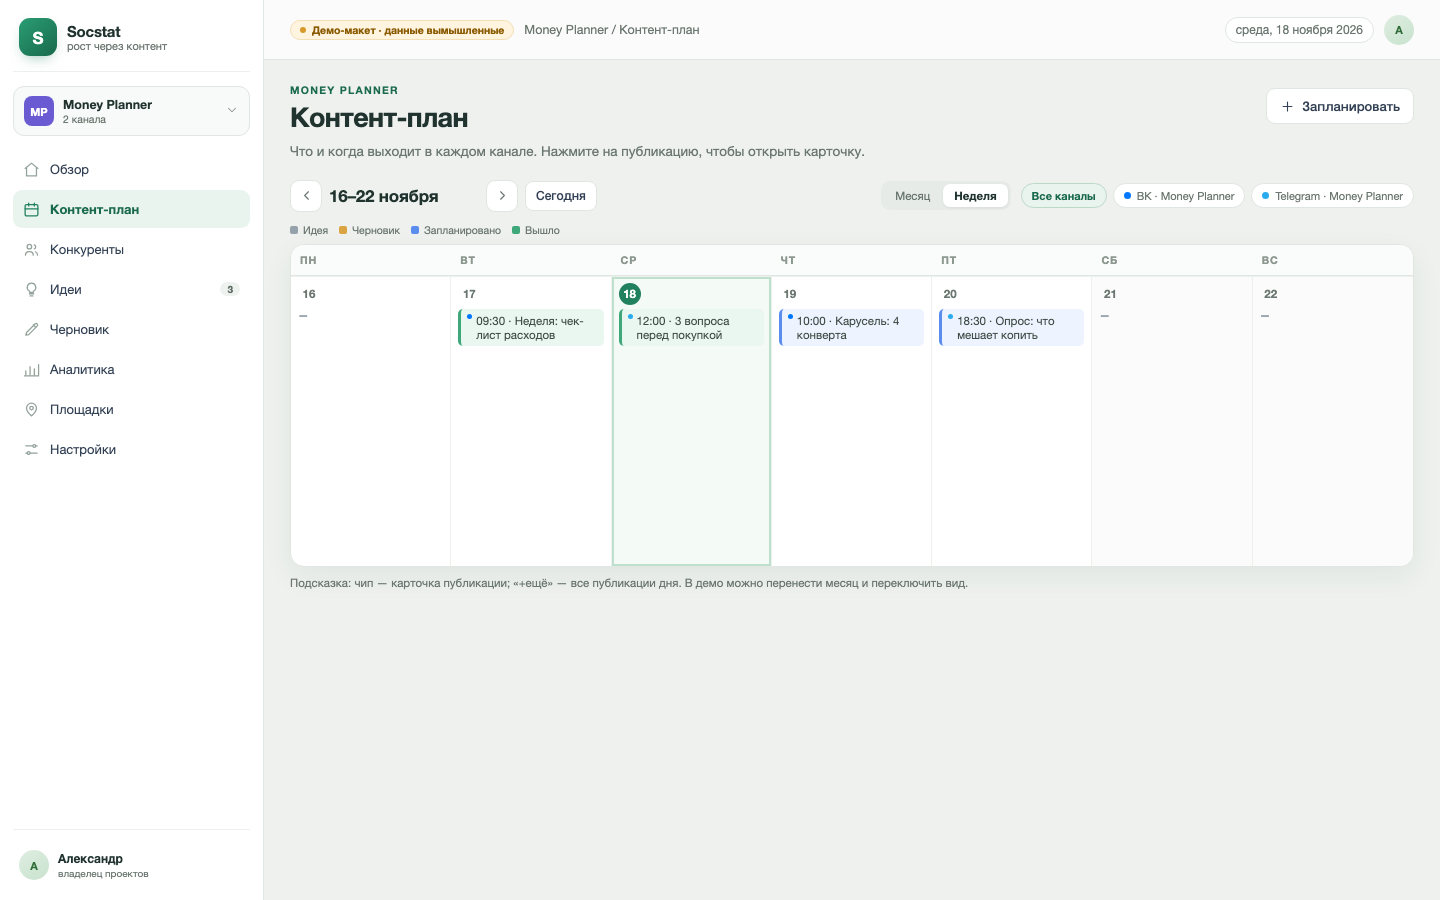 S
Socstat
рост через контент
MP
Money Planner
2 канала
Обзор
Контент-план
Конкуренты
Идеи
3
Черновик
Аналитика
Площадки
Настройки
А
Александр
владелец проектов
Демо-макет · данные вымышленные
Money Planner / Контент-план
среда, 18 ноября 2026
А
MONEY PLANNER
Контент-план
Что и когда выходит в каждом канале. Нажмите на публикацию, чтобы открыть карточку.
Запланировать
16–22 ноября
Сегодня
Месяц
Неделя
Все каналы
ВК · Money Planner
Telegram · Money Planner
Идея
Черновик
Запланировано
Вышло
ПН
ВТ
СР
ЧТ
ПТ
СБ
ВС
16
—
17
09:30 · Неделя: чек-
лист расходов
18
12:00 · 3 вопроса
перед покупкой
19
10:00 · Карусель: 4
конверта
20
18:30 · Опрос: что
мешает копить
21
—
22
—
Подсказка: чип — карточка публикации; «+ещё» — все публикации дня. В демо можно перенести месяц и переключить вид.